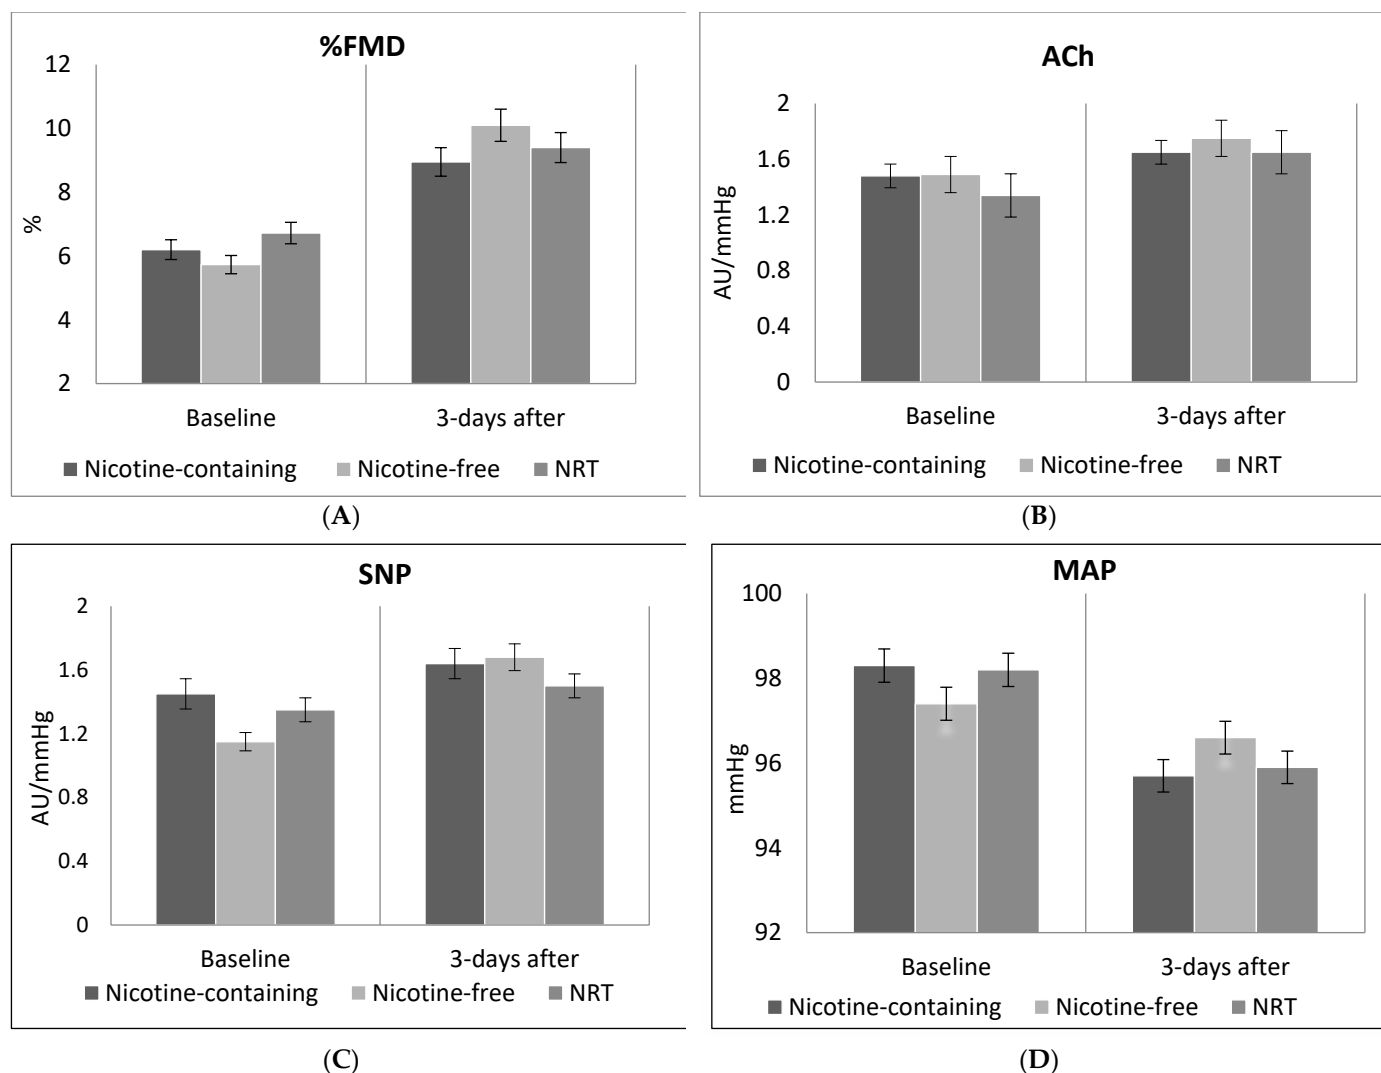 %FMD
12
10
8
6
4
2
%
Baseline 3-days after
Nicotine-containing Nicotine-free NRT
(A)
ACh
2
1.6
1.2
0.8
0.4
0
AU/mmHg
Baseline 3-days after
Nicotine-containing Nicotine-free NRT
(B)
SNP
2
1.6
1.2
0.8
0.4
0
AU/mmHg
Baseline 3-days after
Nicotine-containing Nicotine-free NRT
(C)
MAP
100
98
96
94
92
mmHg
Baseline 3-days after
Nicotine-containing Nicotine-free NRT
(D)